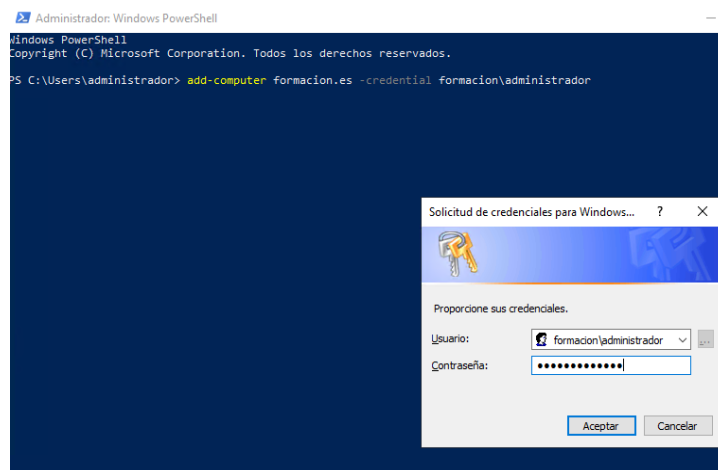 Administrador: Windows PowerShell
Windows PowerShell
Copyright (C) Microsoft Corporation. Todos los derechos reservados.
PS C:\Users\administrador> add-computer formacion.es -credential formacion\administrador
Solicitud de credenciales para Windows... ?
Proporcione sus credenciales.
Usuario: formacion\administrador ...
Contraseña: •••••••••••••
Aceptar Cancelar